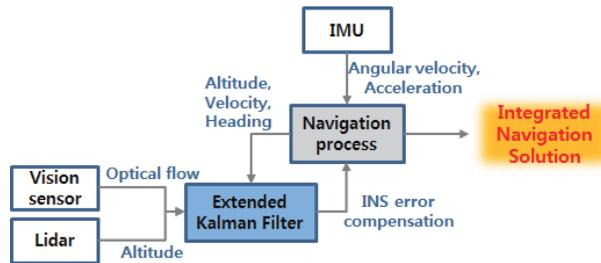 IMU
Angular velocity,
Acceleration
Altitude,
Velocity,
Heading
Navigation
process
Integrated
Navigation
Solution
Vision
sensor
Optical flow
Extended
Kalman Filter
INS error
compensation
Lidar
Altitude